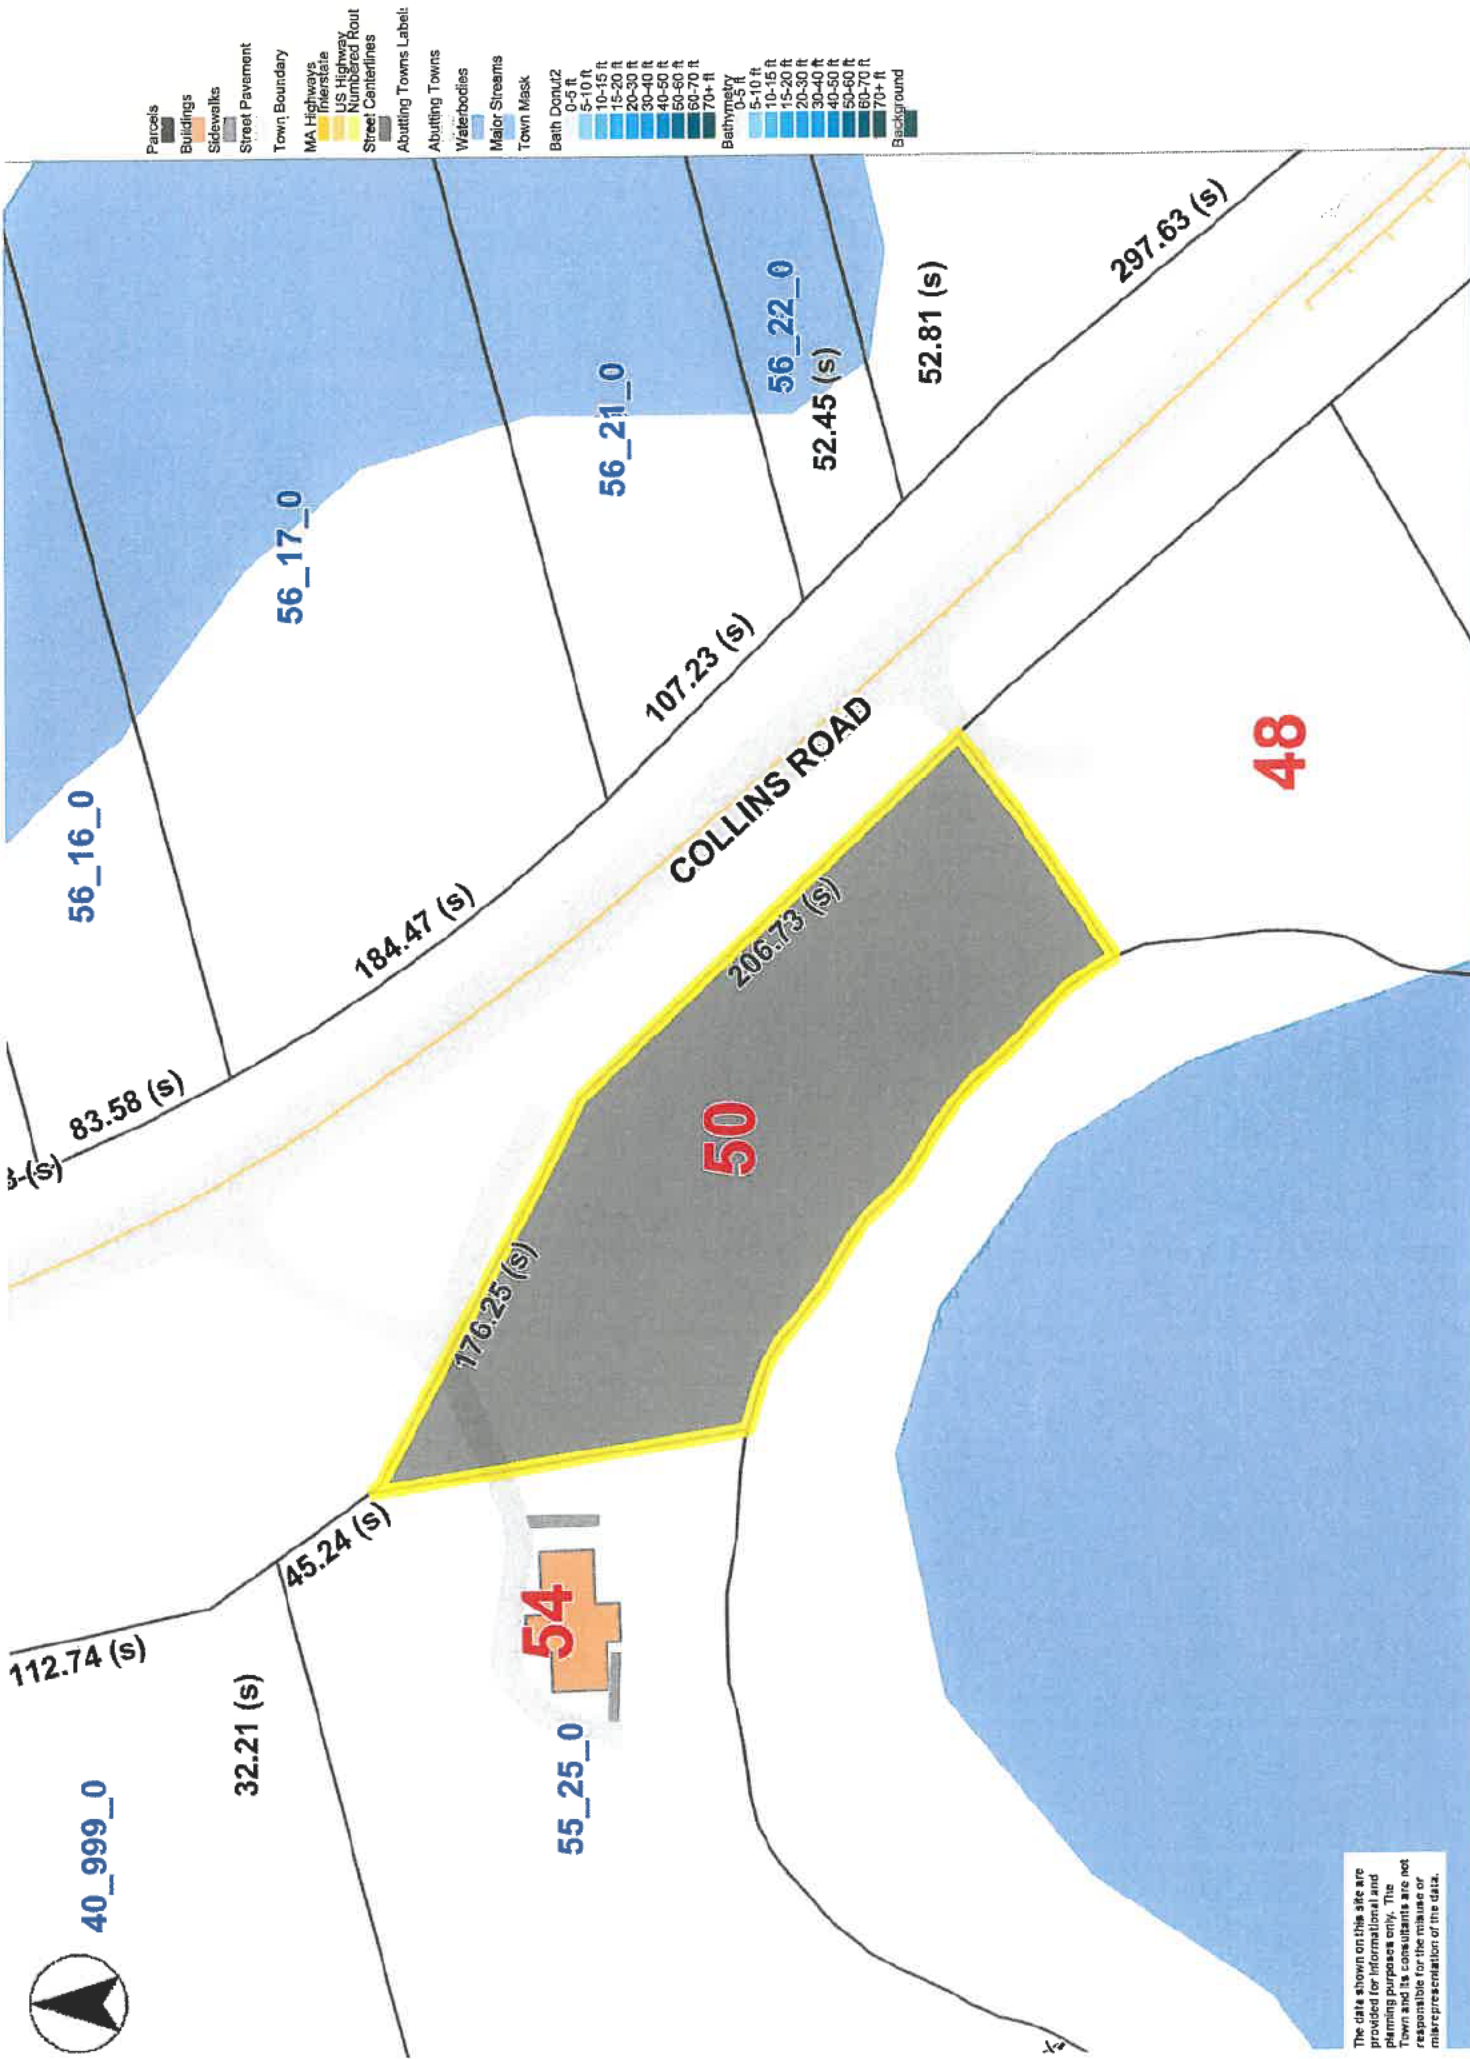 40_999_0
112.74 (s)
32.21 (s)
45.24 (s)
54
55_25_0
83.58 (s)
184.47 (s)
56_16_0
56_17_0
107.23 (s)
56_21_0
56_22_0
52.45 (s)
52.81 (s)
297.63 (s)
COLLINS ROAD
206.73 (s)
176.25 (s)
50
48
Parcels
Buildings
Sidewalks
Street Pavement
Town Boundary
MA Highways
Interstate
US Highway
Numbered Rout
Street Centerlines
Abutting Towns Labels
Abutting Towns
Waterbodies
Major Streams
Town Mask
Bath Donut2
0-5 ft
5-10 ft
10-15 ft
15-20 ft
20-30 ft
30-40 ft
40-50 ft
50-60 ft
60-70 ft
70+ ft
Bathymetry
0-5 ft
5-10 ft
10-15 ft
15-20 ft
20-30 ft
30-40 ft
40-50 ft
50-60 ft
60-70 ft
70+ ft
Background
The data shown on this site are
provided for informational and
planning purposes only. The
Town and its consultants are not
responsible for the misuse or
misrepresentation of the data.